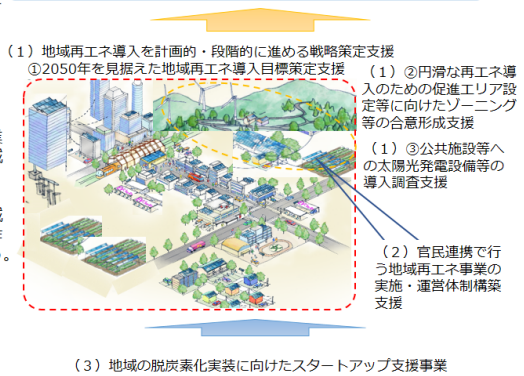 （１）地域再エネ導入を計画的・段階的に進める戦略策定支援
①2050年を見据えた地域再エネ導入目標策定支援
（１）②円滑な再エネ導
入のための促進エリア設
定等に向けたゾーニング
等の合意形成支援
（１）③公共施設等へ
の太陽光発電設備等の
導入調査支援
（２）官民連携で行
う地域再エネ事業の
実施・運営体制構築
支援
（３）地域の脱炭素化実装に向けたスタートアップ支援事業